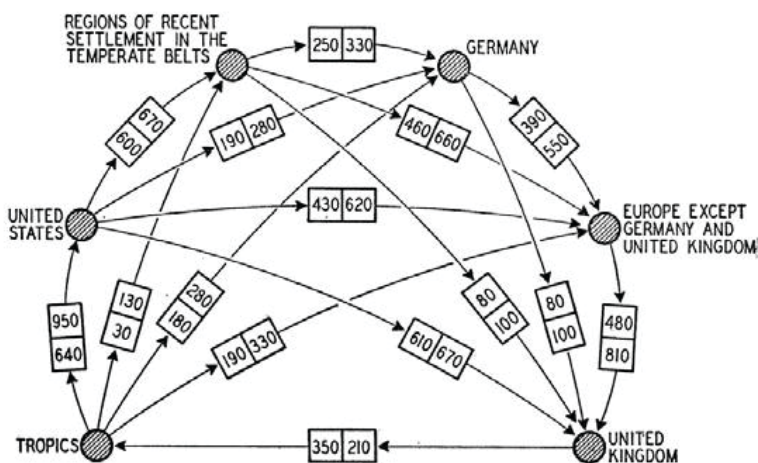 REGIONS OF RECENT
SETTLEMENT IN THE
TEMPERATE BELTS
250 330
GERMANY
670
600
190 280
460 660
390
550
UNITED
STATES
430 620
EUROPE EXCEPT
GERMANY AND
UNITED KINGDOM
950
640
130
30
280
180
190 330
610 670
80
100
80
100
480
810
TROPICS
350 210
UNITED
KINGDOM